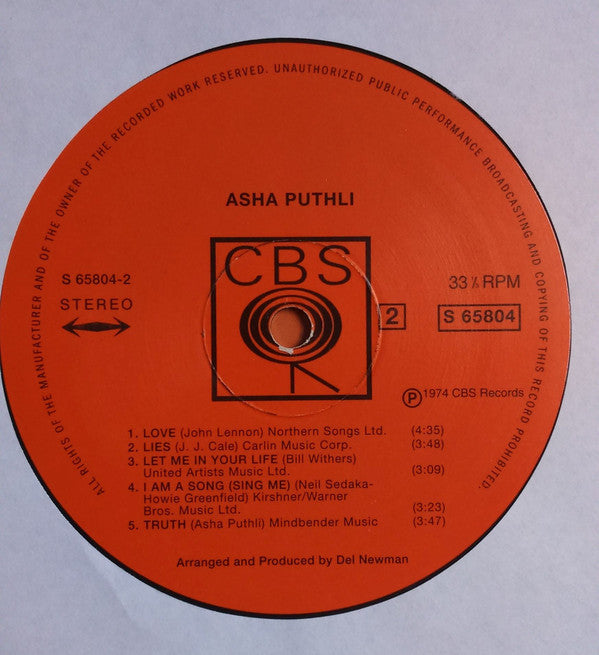 ALL RIGHTS OF THE MANUFACTURER AND OF THE OWNER OF THE RECORDED WORK RESERVED. UNAUTHORIZED PUBLIC PERFORMANCE BROADCASTING AND COPYING OF THIS RECORD PROHIBITED.
ASHA PUTHLI
CBS
S 65804-2
STEREO
33⅓ RPM
2
S 65804
Ⓟ1974 CBS Records
1. LOVE (John Lennon) Northern Songs Ltd. (4:35)
2. LIES (J. J. Cale) Carlin Music Corp. (3:48)
3. LET ME IN YOUR LIFE (Bill Withers)
United Artists Music Ltd. (3:09)
4. I AM A SONG (SING ME) (Neil Sedaka-
Howie Greenfield) Kirshner/Warner
Bros. Music Ltd. (3:23)
5. TRUTH (Asha Puthli) Mindbender Music (3:47)
Arranged and Produced by Del Newman